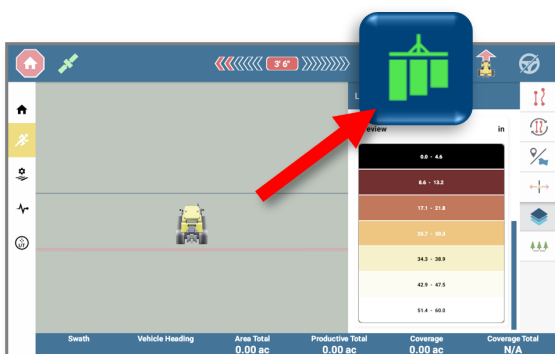 3' 6"
L
review in
0.0 - 4.6
8.6 - 13.2
17.1 - 21.8
34.3 - 38.9
42.9 - 47.5
51.4 - 60.0
Swath Vehicle Heading Area Total Productive Total Coverage Coverage Total
0.00 ac 0.00 ac 0.00 ac N/A